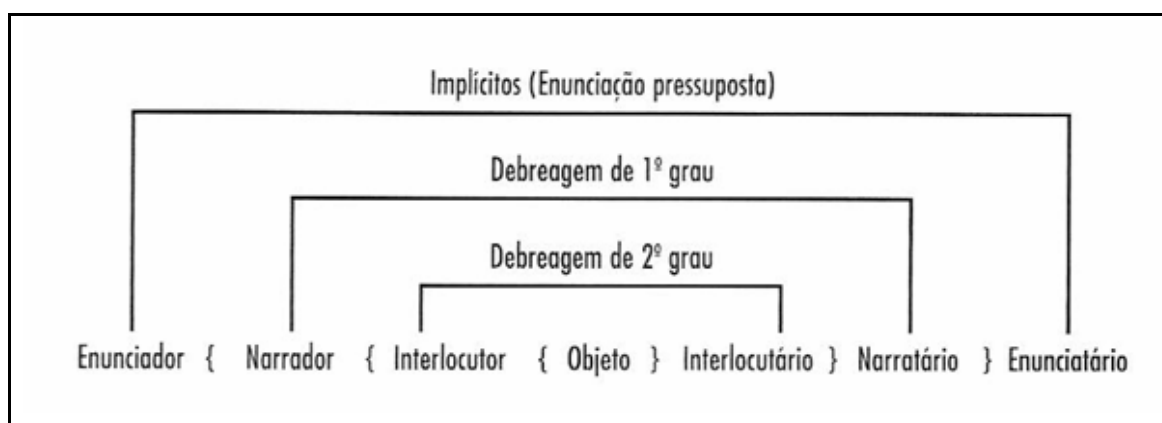 Implícitos (Enunciação pressuposta)
Debreagem de 1º grau
Debreagem de 2º grau
Enunciador { Narrador { Interlocutor { Objeto } Interlocutário } Narratário } Enunciatário